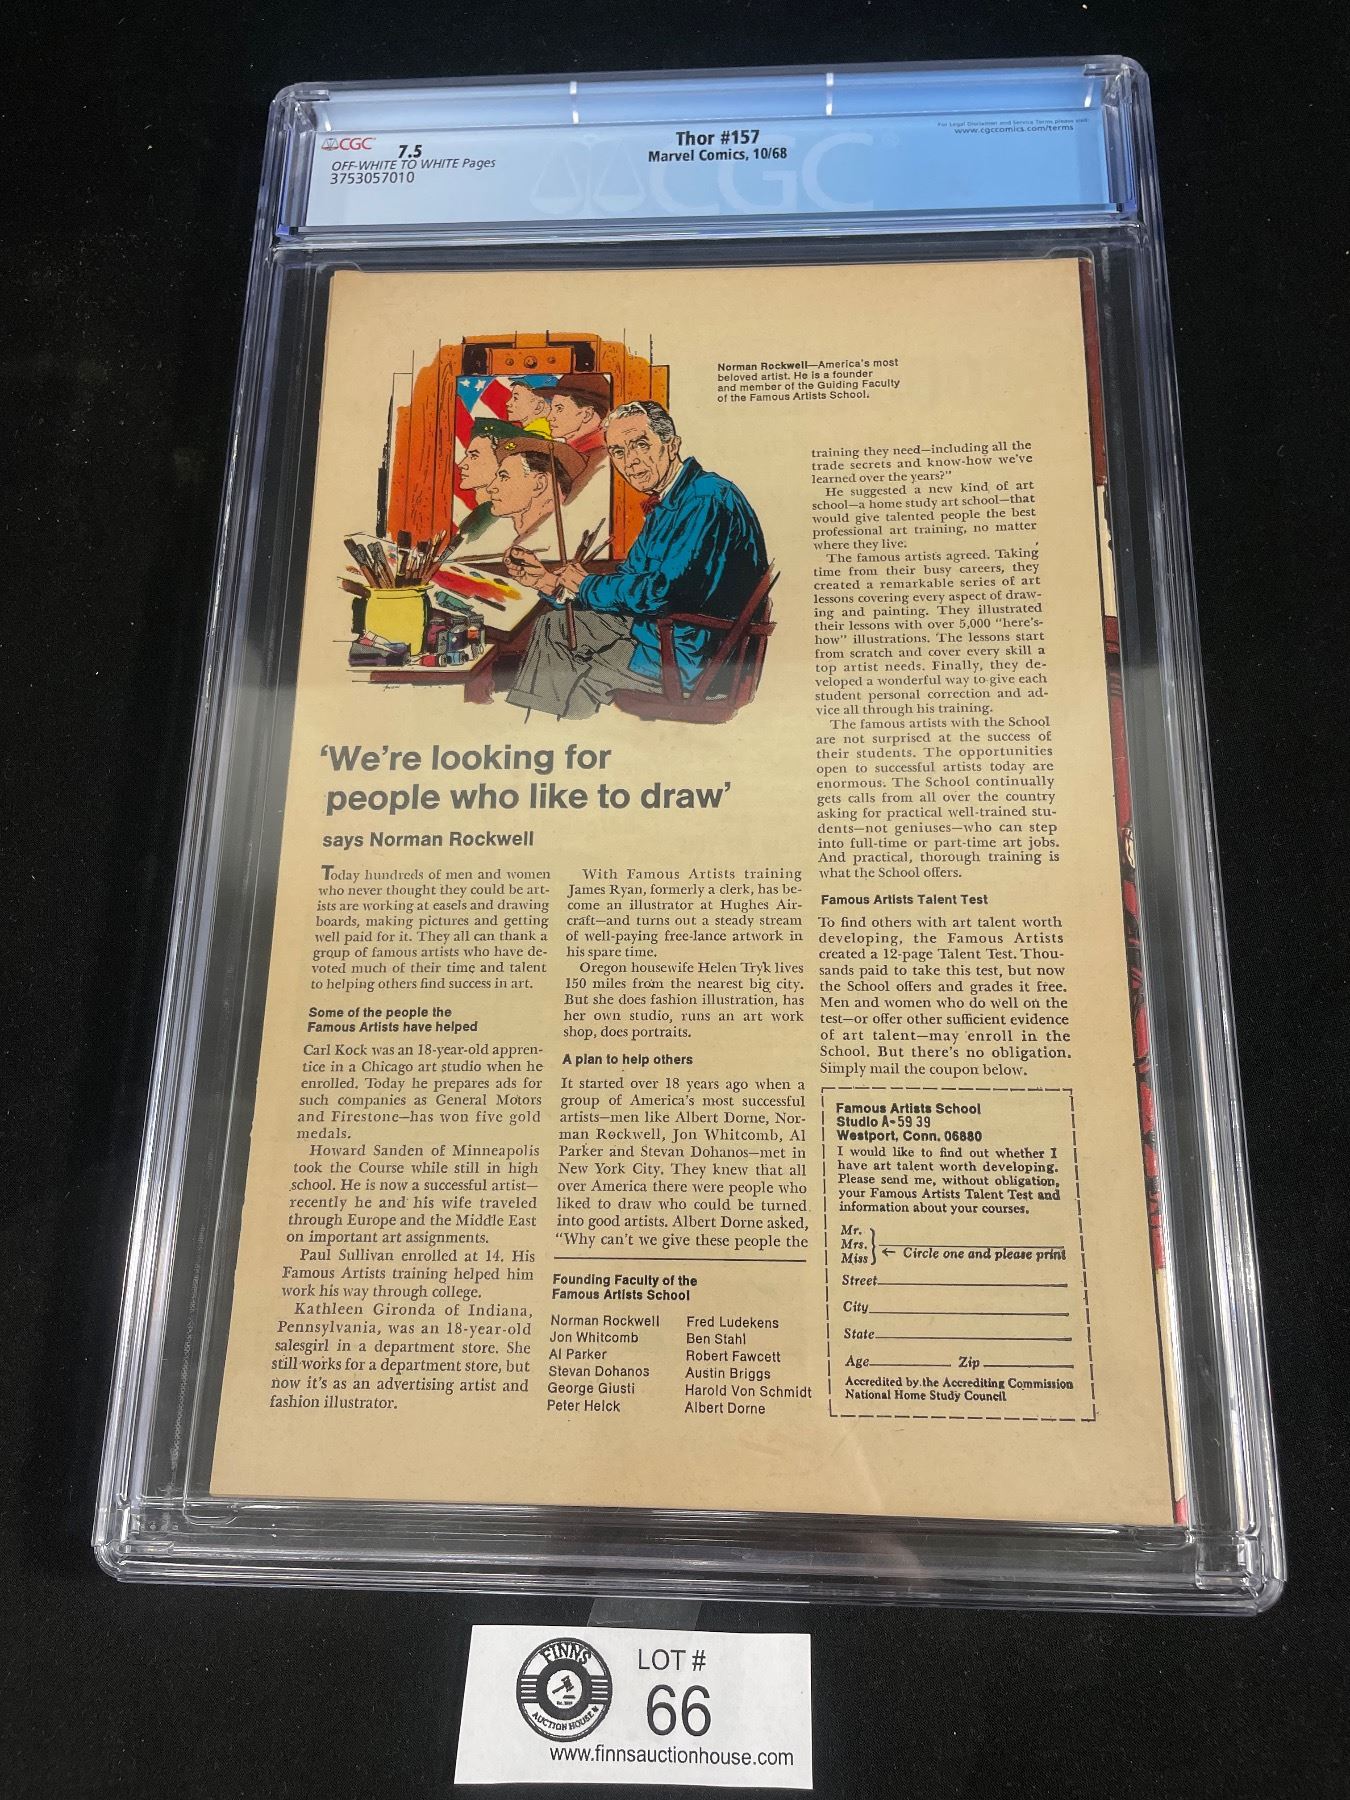 CGC
7.5
OFF-WHITE TO WHITE Pages
3753057010
Thor #157
Marvel Comics, 10/68
For Legal Disclaimer and Service Terms please visit:
www.cgccomics.com/terms
CGC
Norman Rockwell—America's most
beloved artist. He is a founder
and member of the Guiding Faculty
of the Famous Artists School.
'We're looking for
people who like to draw'
says Norman Rockwell
Today hundreds of men and women
who never thought they could be art-
ists are working at easels and drawing
boards, making pictures and getting
well paid for it. They all can thank a
group of famous artists who have de-
voted much of their time and talent
to helping others find success in art.
Some of the people the
Famous Artists have helped
Carl Kock was an 18-year-old appren-
tice in a Chicago art studio when he
enrolled. Today he prepares ads for
such companies as General Motors
and Firestone—has won five gold
medals.
Howard Sanden of Minneapolis
took the Course while still in high
school. He is now a successful artist—
recently he and his wife traveled
through Europe and the Middle East
on important art assignments.
Paul Sullivan enrolled at 14. His
Famous Artists training helped him
work his way through college.
Kathleen Gironda of Indiana,
Pennsylvania, was an 18-year-old
salesgirl in a department store. She
still works for a department store, but
now it's as an advertising artist and
fashion illustrator.
With Famous Artists training
James Ryan, formerly a clerk, has be-
come an illustrator at Hughes Air-
craft—and turns out a steady stream
of well-paying free-lance artwork in
his spare time.
Oregon housewife Helen Tryk lives
150 miles from the nearest big city.
But she does fashion illustration, has
her own studio, runs an art work
shop, does portraits.
A plan to help others
It started over 18 years ago when a
group of America's most successful
artists—men like Albert Dorne, Nor-
man Rockwell, Jon Whitcomb, Al
Parker and Stevan Dohanos—met in
New York City. They knew that all
over America there were people who
liked to draw who could be turned
into good artists. Albert Dorne asked,
"Why can't we give these people the
Founding Faculty of the
Famous Artists School
Norman Rockwell
Jon Whitcomb
Al Parker
Stevan Dohanos
George Giusti
Peter Helck
Fred Ludekens
Ben Stahl
Robert Fawcett
Austin Briggs
Harold Von Schmidt
Albert Dorne
training they need—including all the
trade secrets and know-how we've
learned over the years?"
He suggested a new kind of art
school—a home study art school—that
would give talented people the best
professional art training, no matter
where they live.
The famous artists agreed. Taking
time from their busy careers, they
created a remarkable series of art
lessons covering every aspect of draw-
ing and painting. They illustrated
their lessons with over 5,000 "here's-
how" illustrations. The lessons start
from scratch and cover every skill a
top artist needs. Finally, they de-
veloped a wonderful way to give each
student personal correction and ad-
vice all through his training.
The famous artists with the School
are not surprised at the success of
their students. The opportunities
open to successful artists today are
enormous. The School continually
gets calls from all over the country
asking for practical well-trained stu-
dents—not geniuses—who can step
into full-time or part-time art jobs.
And practical, thorough training is
what the School offers.
Famous Artists Talent Test
To find others with art talent worth
developing, the Famous Artists
created a 12-page Talent Test. Thou-
sands paid to take this test, but now
the School offers and grades it free.
Men and women who do well on the
test—or offer other sufficient evidence
of art talent—may enroll in the
School. But there's no obligation.
Simply mail the coupon below.
Famous Artists School
Studio A-59 39
Westport, Conn. 06880
I would like to find out whether I
have art talent worth developing.
Please send me, without obligation,
your Famous Artists Talent Test and
information about your courses.
Mr.
Mrs.
Miss
← Circle one and please print
Street
City
State
Age Zip
Accredited by the Accrediting Commission
National Home Study Council
FINNS
AUCTION HOUSE
LOT #
66
www.finnsauctionhouse.com